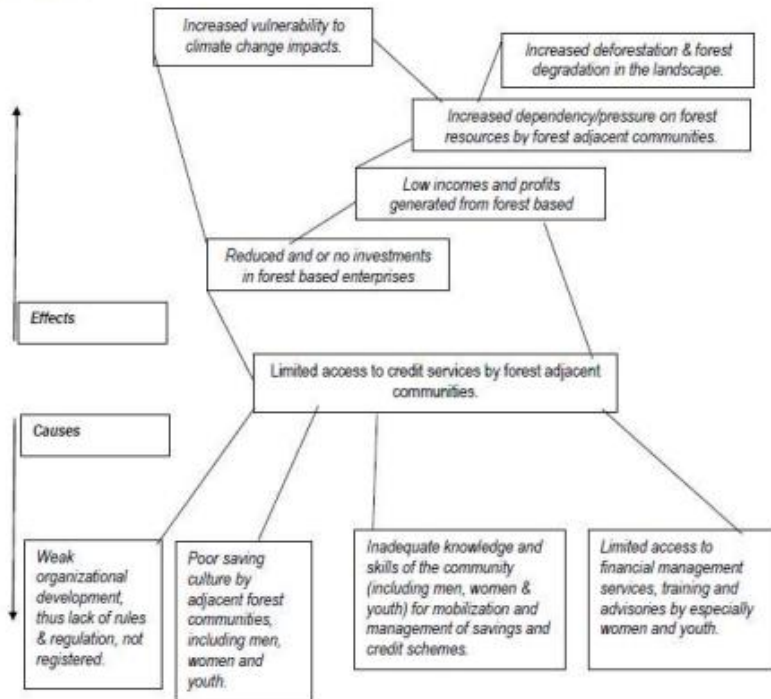 Increased vulnerability to
climate change impacts.
Increased deforestation & forest
degradation in the landscape.
Increased dependency/pressure on forest
resources by forest adjacent communities.
Low incomes and profits
generated from forest based
Reduced and or no investments
in forest based enterprises
Effects
Limited access to credit services by forest adjacent
communities.
Causes
Weak
organizational
development,
thus lack of rules
& regulation, not
registered.
Poor saving
culture by
adjacent forest
communities,
including men,
women and
youth.
Inadequate knowledge and
skills of the community
(including men, women &
youth) for mobilization and
management of savings and
credit schemes.
Limited access to
financial management
services, training and
advisories by especially
women and youth.